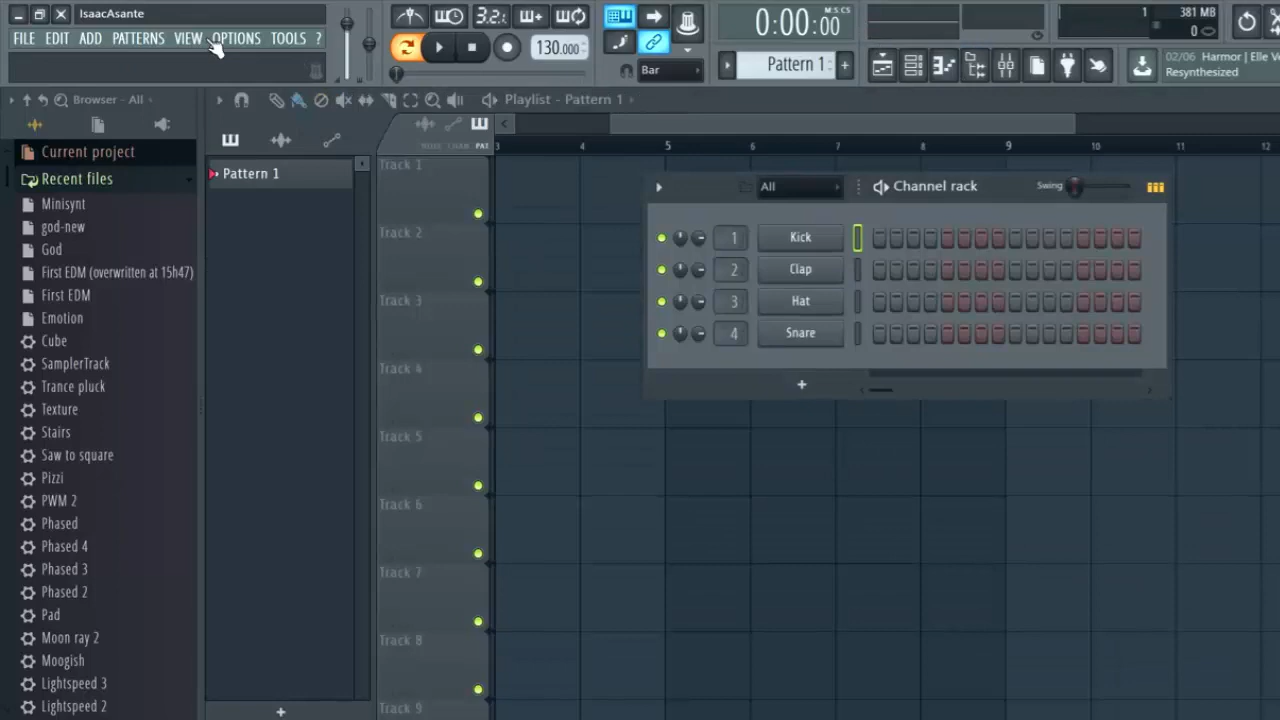 IsaacAsante
FILE EDIT ADD PATTERNS VIEW OPTIONS TOOLS ?
3.2.
130.000
Bar
0:00:00
M:S:CS
Pattern 1
+
1
381 MB
0
02/06 Harmor | Elle V
Resynthesized
Browser - All
Playlist - Pattern 1
Current project
Recent files
Minisynt
god-new
God
First EDM (overwritten at 15h47)
First EDM
Emotion
Cube
SamplerTrack
Trance pluck
Texture
Stairs
Saw to square
Pizzi
PWM 2
Phased
Phased 4
Phased 3
Phased 2
Pad
Moon ray 2
Moogish
Lightspeed 3
Lightspeed 2
Pattern 1
+
NOTE CHAN PAT
3 4 5 6 7 8 9 10 11 12
Track 1
Track 2
Track 3
Track 4
Track 5
Track 6
Track 7
Track 8
Track 9
All
Channel rack
Swing
1 Kick
2 Clap
3 Hat
4 Snare
+